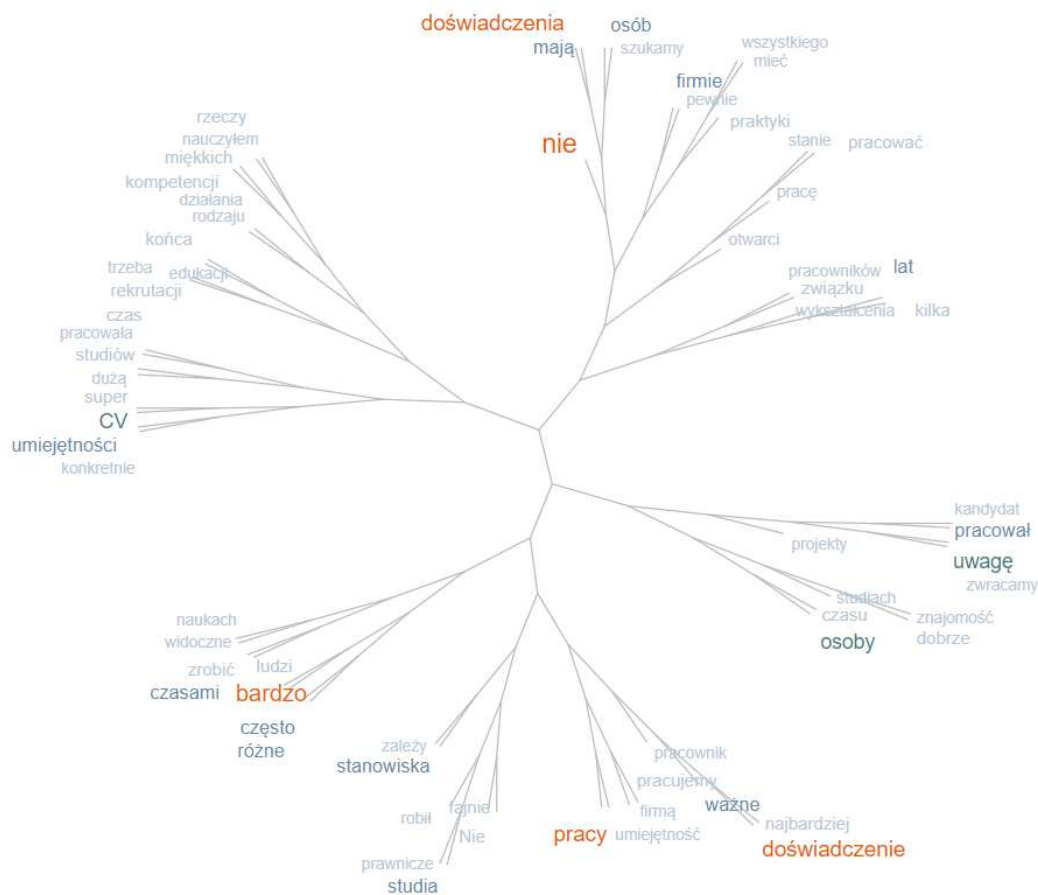 doświadczenia
osób
mają
szukamy
wszystkiego
mieć
firmie
pewnie
praktyki
nie
stanie
pracować
pracę
otwarci
pracowników
lat
związku
wykształcenia
kilka
rzeczy
nauczyłem
miękkich
kompetencji
działania
rodzaju
końca
trzeba
edukacji
rekrutacji
czas
pracowała
studiów
dużą
super
CV
umiejętności
konkretnie
kandydat
pracował
projekty
uwagę
zwracamy
studiach
czasu
znajomość
osoby
dobrze
naukach
widoczne
zrobić
ludzi
czasami
bardzo
często
różne
zależy
stanowiska
robił
fajnie
Nie
prawnicze
studia
pracownik
pracujemy
ważne
firmą
umiejętność
pracy
najbardziej
doświadczenie